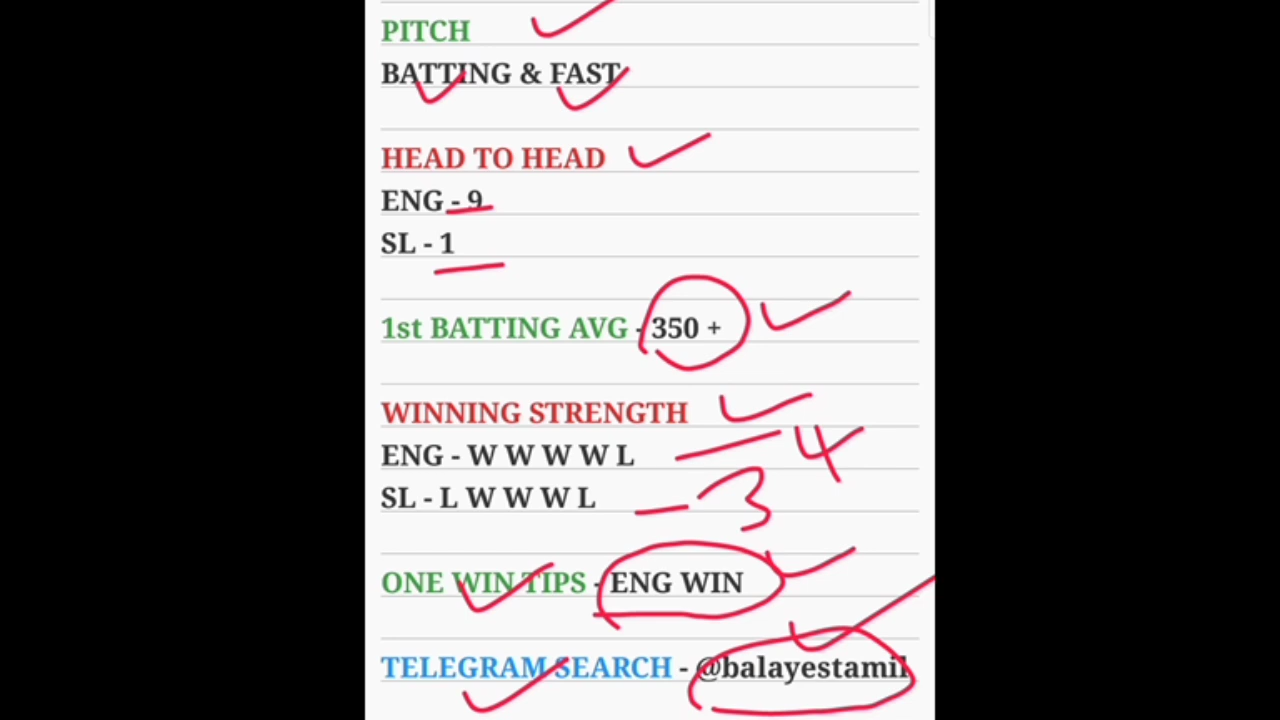 PITCH
BATTING & FAST
HEAD TO HEAD
ENG - 9
SL - 1
1st BATTING AVG - 350 +
WINNING STRENGTH
ENG - W W W W L — 4
SL - L W W W L — 3
ONE WIN TIPS - ENG WIN
TELEGRAM SEARCH - @balayestamil